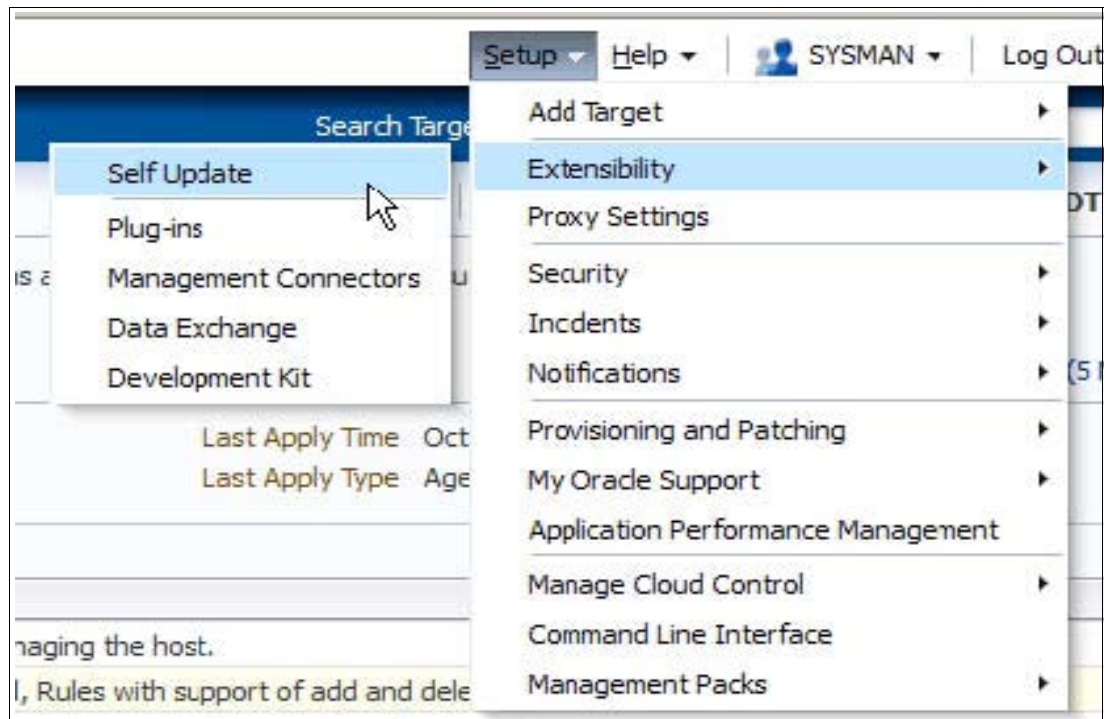 Setup Help SYSMAN Log Out
Search Targe
Add Target
Extensibility
Proxy Settings
Security
Incdents
Notifications
Provisioning and Patching
My Oracle Support
Application Performance Management
Manage Cloud Control
Command Line Interface
Management Packs
Self Update
Plug-ins
Management Connectors
Data Exchange
Development Kit
(5
Last Apply Time Oct
Last Apply Type Age
naging the host.
l, Rules with support of add and dele